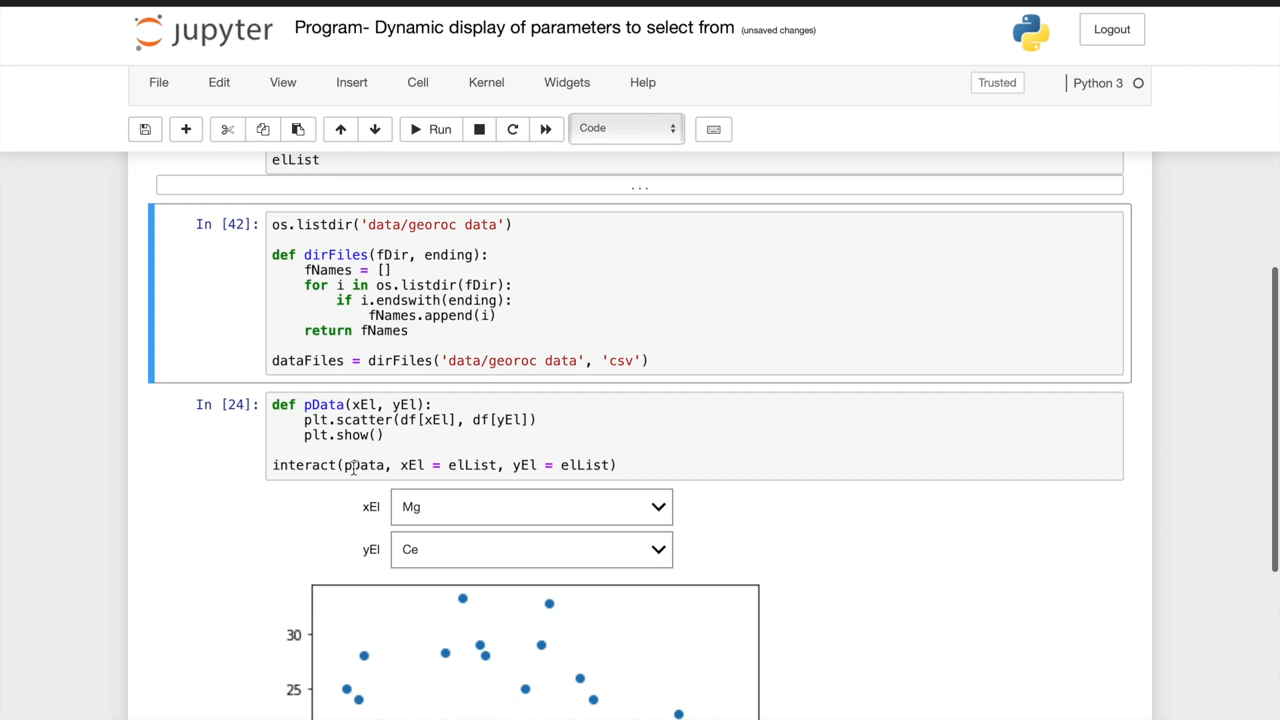 jupyter Program- Dynamic display of parameters to select from (unsaved changes) Logout
File Edit View Insert Cell Kernel Widgets Help Trusted Python 3
Run Code
elList
...
In [42]: os.listdir('data/georoc data')
def dirFiles(fDir, ending):
fNames = []
for i in os.listdir(fDir):
if i.endswith(ending):
fNames.append(i)
return fNames
dataFiles = dirFiles('data/georoc data', 'csv')
In [24]: def pData(xEl, yEl):
plt.scatter(df[xEl], df[yEl])
plt.show()
interact(pData, xEl = elList, yEl = elList)
xEl Mg
yEl Ce
30
25